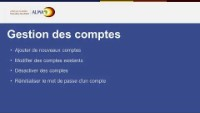 Gestion des comptes
• Ajouter de nouveaux comptes
• Modifier des comptes existants
• Désactiver des comptes
• Réinitialiser le mot de passe d'un compte